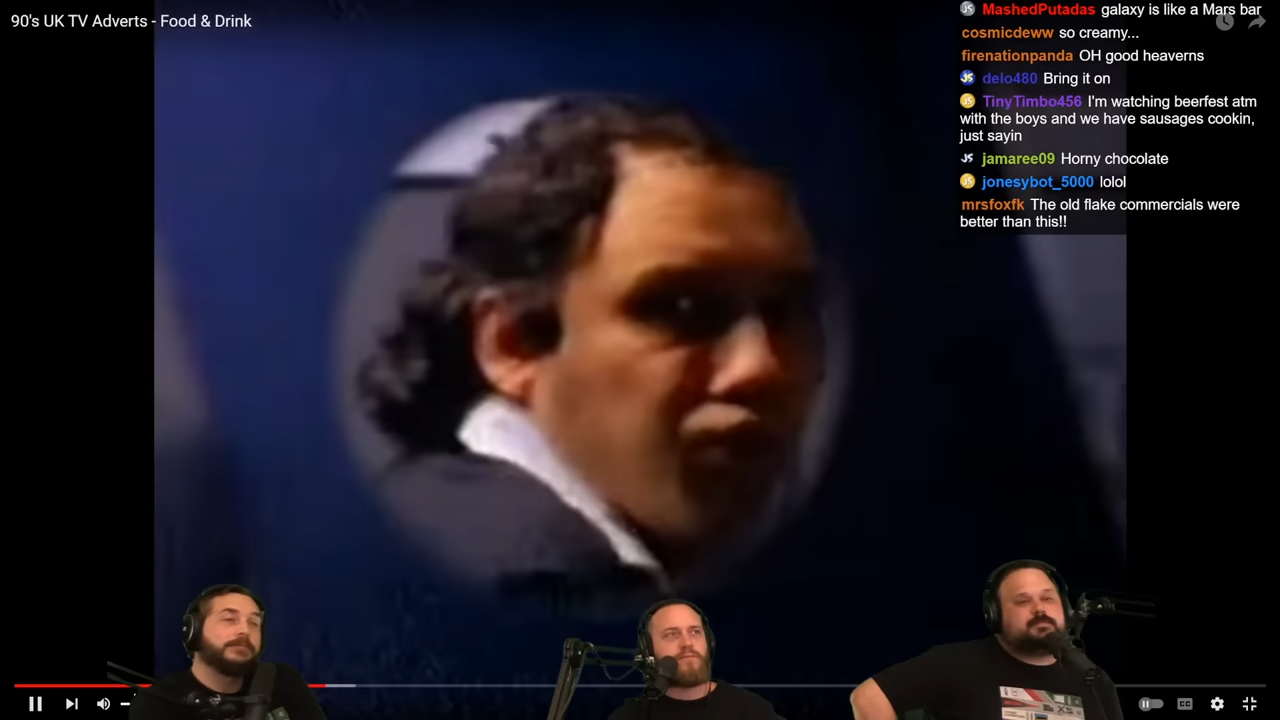 90's UK TV Adverts - Food & Drink
MashedPutadas galaxy is like a Mars bar
cosmicdeww so creamy...
firenationpanda OH good heaverns
delo480 Bring it on
TinyTimbo456 I'm watching beerfest atm
with the boys and we have sausages cookin,
just sayin
jamaree09 Horny chocolate
jonesybot_5000 lolol
mrsfoxfk The old flake commercials were
better than this!!